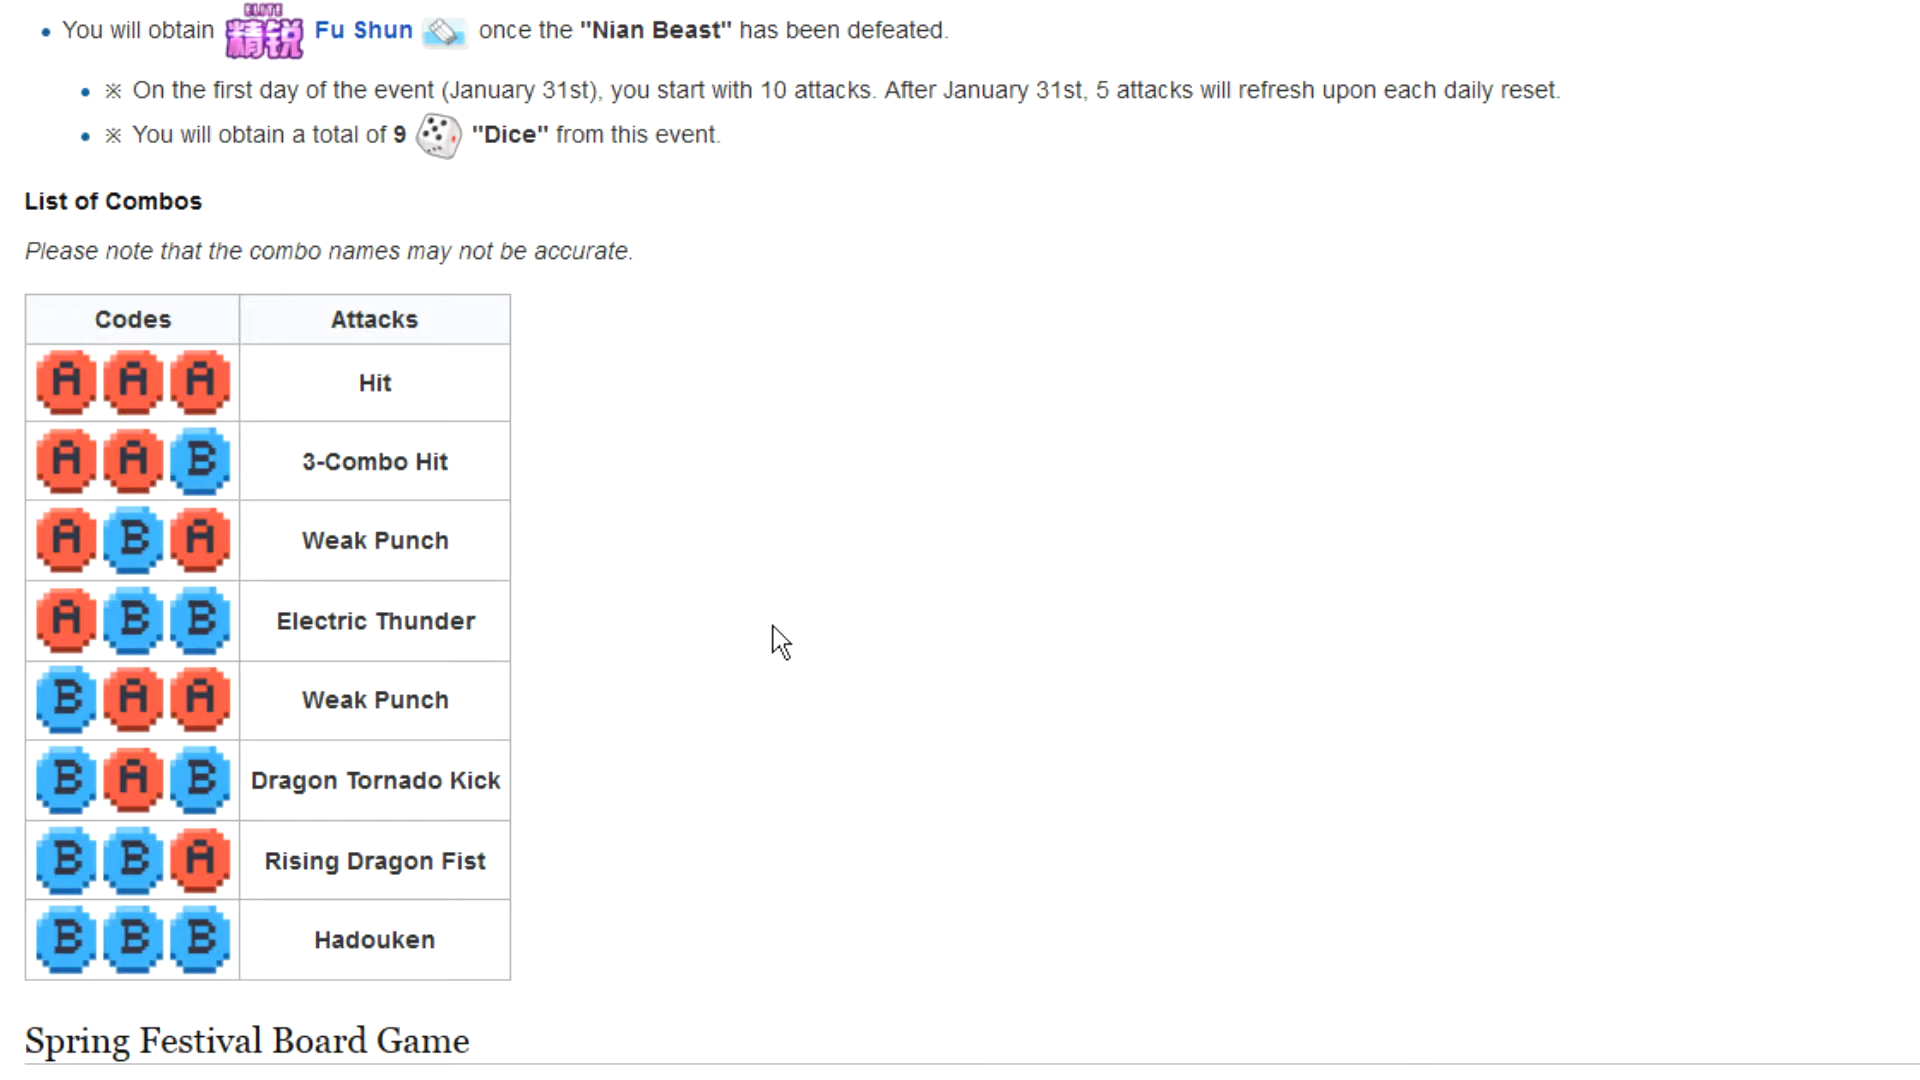 You will obtain ELITE 精锐 Fu Shun once the "Nian Beast" has been defeated.
※ On the first day of the event (January 31st), you start with 10 attacks. After January 31st, 5 attacks will refresh upon each daily reset.
※ You will obtain a total of 9 "Dice" from this event.
List of Combos
Please note that the combo names may not be accurate.
Codes Attacks
A A A Hit
A A B 3-Combo Hit
A B A Weak Punch
A B B Electric Thunder
B A A Weak Punch
B A B Dragon Tornado Kick
B B A Rising Dragon Fist
B B B Hadouken
Spring Festival Board Game